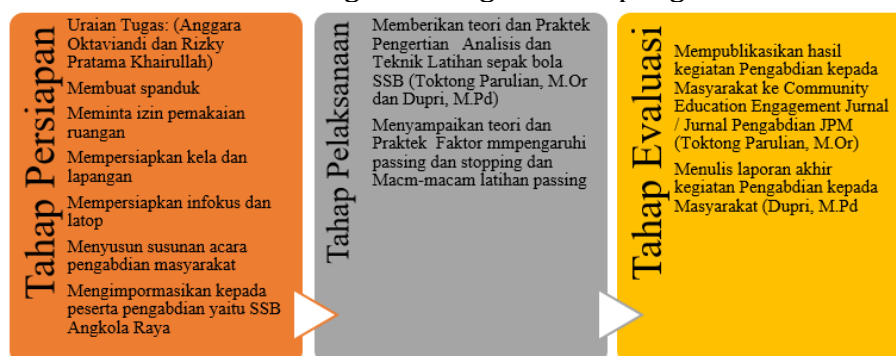 Tahap Persiapan
Uraian Tugas: (Anggara
Oktaviandi dan Rizky
Pratama Khairullah)
Membuat spanduk
Meminta izin pemakaian
ruangan
Mempersiapkan kela dan
lapangan
Mempersiapkan infokus dan
latop
Menyusun susunan acara
pengabdian masyarakat
Mengimpormasikan kepada
peserta pengabdian yaitu SSB
Angkola Raya
Tahap Pelaksanaan
Memberikan teori dan Praktek
Pengertian Analisis dan
Teknik Latihan sepak bola
SSB (Toktong Parulian, M.Or
dan Dupri, M.Pd)
Menyampaikan teori dan
Praktek Faktor mmpengaruhi
passing dan stopping dan
Macm-macam latihan passing
Tahap Evaluasi
Mempublikasikan hasil
kegiatan Pengabdian kepada
Masyarakat ke Community
Education Engagement Jurnal
/ Jurnal Pengabdian JPM
(Toktong Parulian, M.Or)
Menulis laporan akhir
kegiatan Pengabdian kepada
Masyarakat (Dupri, M.Pd